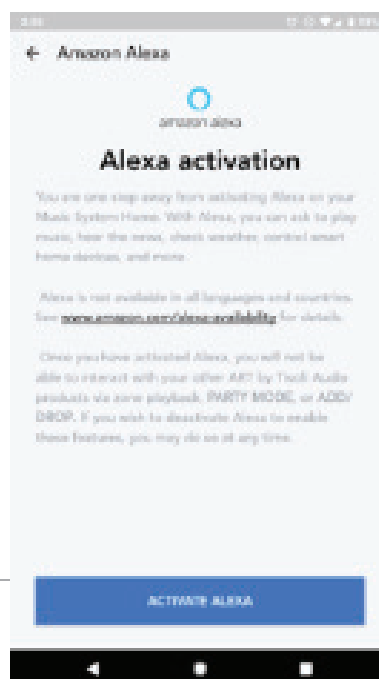 ← Amazon Alexa
amazon alexa
Alexa activation
You are one step away from activating Alexa on your
Music System Home. With Alexa, you can ask to play
music, hear the news, check weather, control smart
home devices, and more.
Alexa is not available in all languages and countries.
See www.amazon.com/alexa-availability for details.
Once you have activated Alexa, you will not be
able to interact with your other ART by Tivoli Audio
products via zone playback, PARTY MODE, or ADD/
DROP. If you wish to deactivate Alexa to enable
these features, you may do so at any time.
ACTIVATE ALEXA